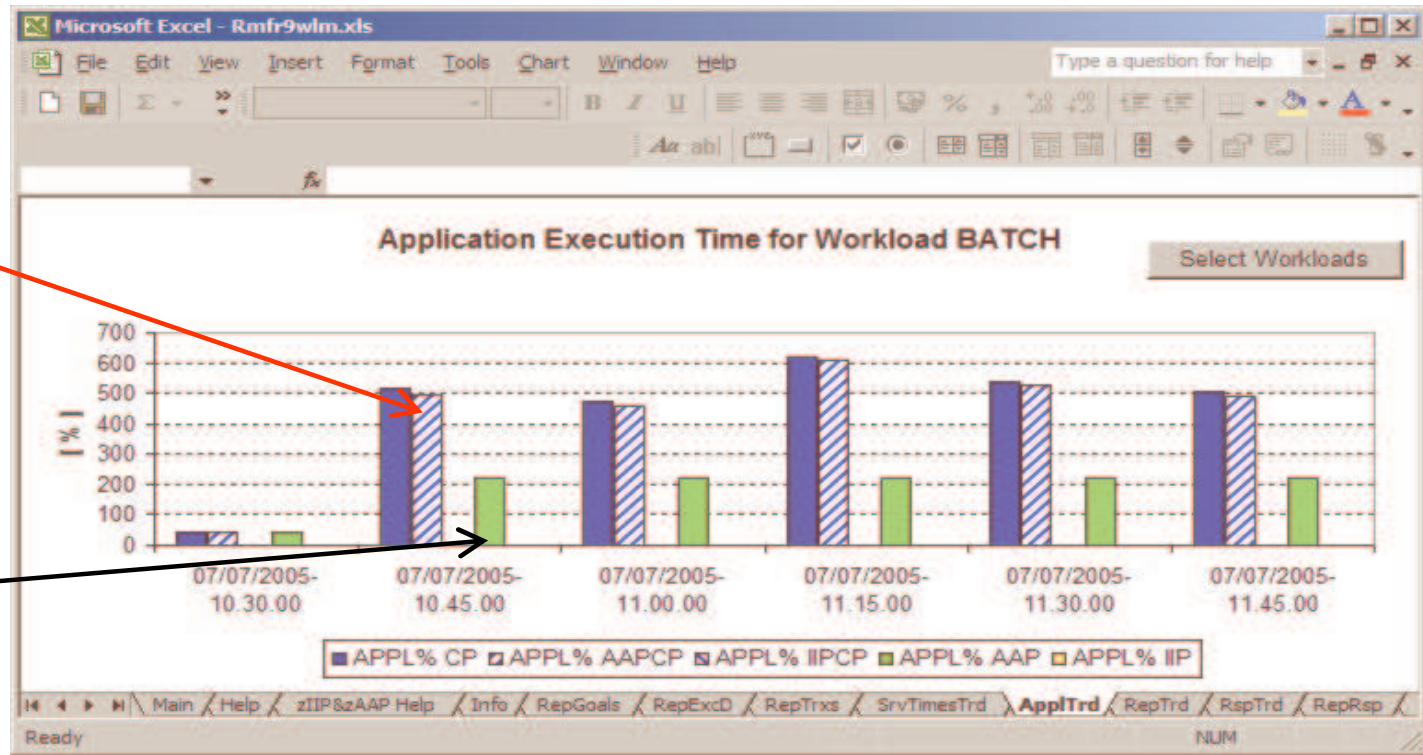 Microsoft Excel - Rmfr9wlm.xls
File Edit View Insert Format Tools Chart Window Help
Type a question for help
Application Execution Time for Workload BATCH
Select Workloads
[%]
700
600
500
400
300
200
100
0
07/07/2005-10.30.00
07/07/2005-10.45.00
07/07/2005-11.00.00
07/07/2005-11.15.00
07/07/2005-11.30.00
07/07/2005-11.45.00
APPL% CP APPL% AAPCP APPL% IIPCP APPL% AAP APPL% IIP
Main Help zIIP&zAAP Help Info RepGoals RepExcD RepTrxs SrvTimesTrd ApplTrd RepTrd RspTrd RepRsp
Ready NUM